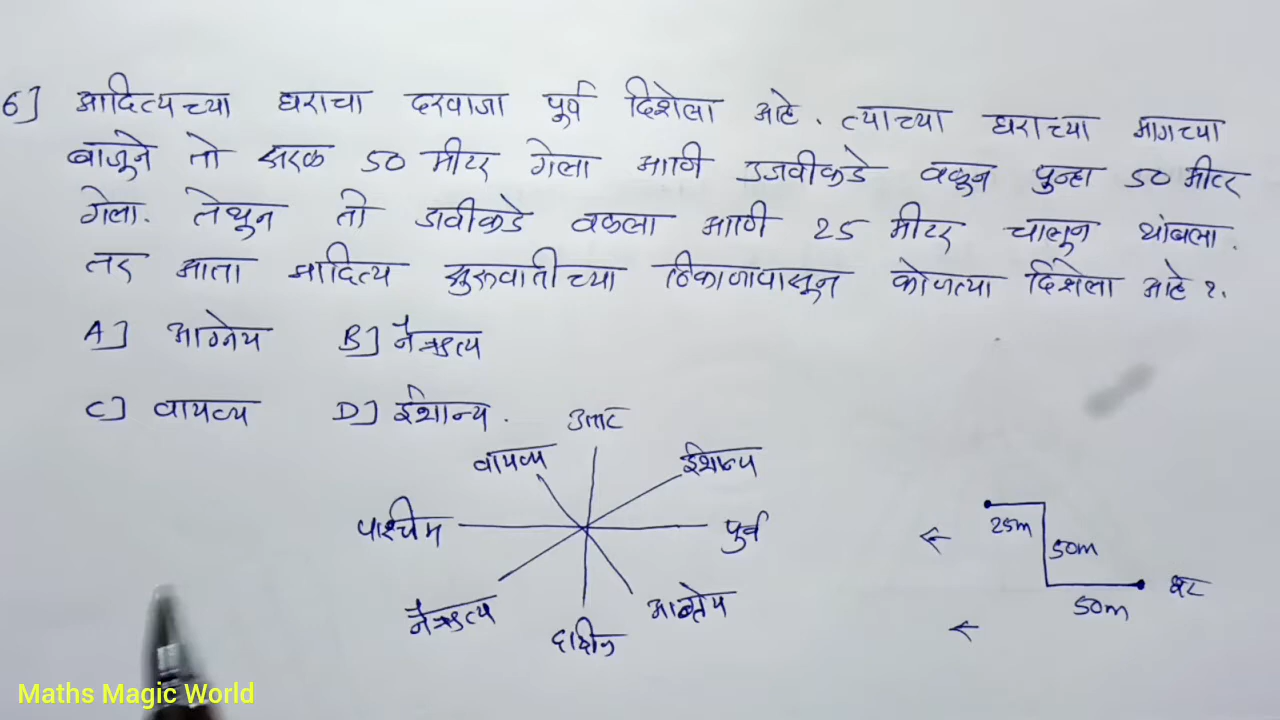 6] आदित्यच्या घराचा दरवाजा पूर्व दिशेला आहे. त्याच्या घराच्या मागच्या
बाजूने तो सरळ 50 मीटर गेला आणि उजवीकडे वळून पुन्हा 50 मीटर
गेला. तेथून तो डावीकडे वळला आणि 25 मीटर चालून थांबला.
तर आता आदित्य सुरुवातीच्या ठिकाणापासून कोणत्या दिशेला आहे ?.
A] आग्नेय B] नैऋत्य
C] वायव्य D] ईशान्य.
उत्तर
वायव्य ईशान्य
पश्चिम पुर्व
नैऋत्य आग्नेय
दक्षिन
25m
50m
घर
50m
Maths Magic World